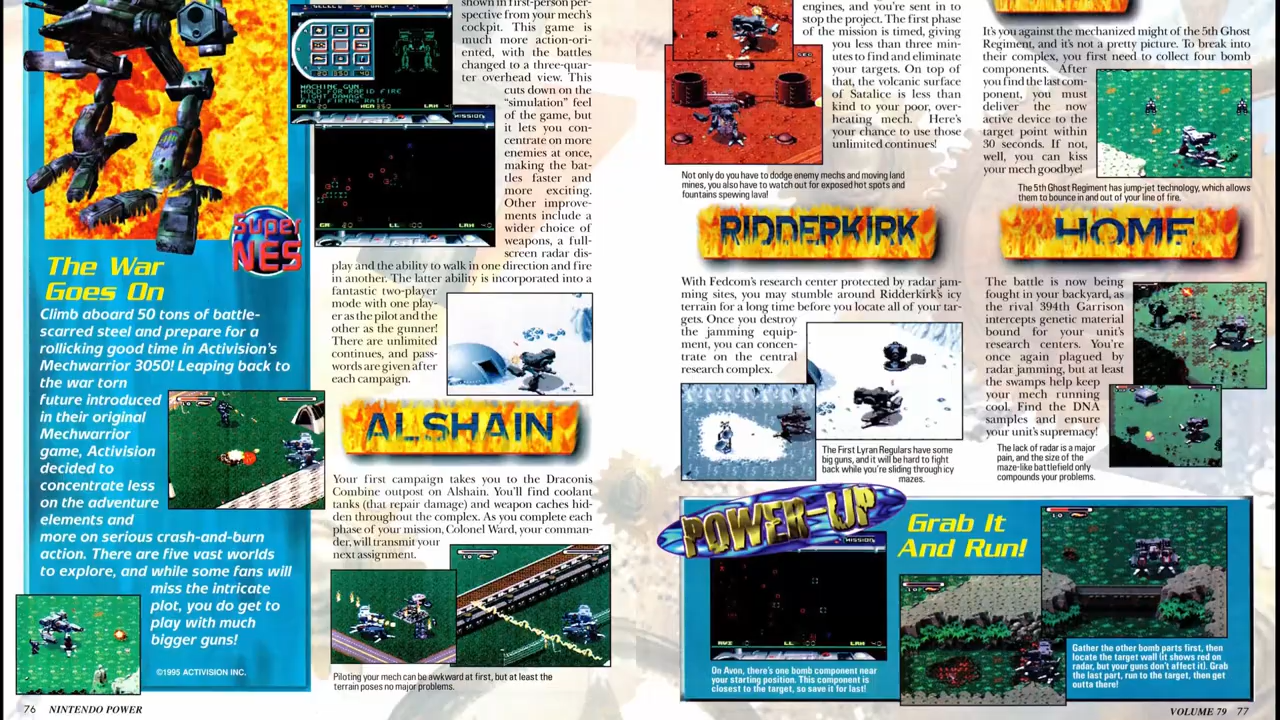 Super
NES
The War
Goes On
Climb aboard 50 tons of battle-
scarred steel and prepare for a
rollicking good time in Activision's
Mechwarrior 3050! Leaping back to
the war torn
future introduced
in their original
Mechwarrior
game, Activision
decided to
concentrate less
on the adventure
elements and
more on serious crash-and-burn
action. There are five vast worlds
to explore, and while some fans will
miss the intricate
plot, you do get to
play with much
bigger guns!
©1995 ACTIVISION INC.
76 NINTENDO POWER
MACHINE GUN
HOLD FOR RAPID FIRE
LIGHT DAMAGE
FAST FIRING RATE
MISSION
shown in first-person per-
spective from your mech's
cockpit. This game is
much more action-ori-
ented, with the battles
changed to a three-quar-
ter overhead view. This
cuts down on the
"simulation" feel
of the game, but
it lets you con-
centrate on more
enemies at once,
making the bat-
tles faster and
more exciting.
Other improve-
ments include a
wider choice of
weapons, a full-
screen radar dis-
play and the ability to walk in one direction and fire
in another. The latter ability is incorporated into a
fantastic two-player
mode with one play-
er as the pilot and the
other as the gunner!
There are unlimited
continues, and pass-
words are given after
each campaign.
ALSHAIN
Your first campaign takes you to the Draconis
Combine outpost on Alshain. You'll find coolant
tanks (that repair damage) and weapon caches hid-
den throughout the complex. As you complete each
phase of your mission, Colonel Ward, your comman-
der, will transmit your
next assignment.
Piloting your mech can be awkward at first, but at least the
terrain poses no major problems.
engines, and you're sent in to
stop the project. The first phase
of the mission is timed, giving
you less than three min-
utes to find and eliminate
your targets. On top of
that, the volcanic surface
of Satalice is less than
kind to your poor, over-
heating mech. Here's
your chance to use those
unlimited continues!
Not only do you have to dodge enemy mechs and moving land
mines, you also have to watch out for exposed hot spots and
fountains spewing lava!
RIDDERKIRK
With Fedcom's research center protected by radar jam-
ming sites, you may stumble around Ridderkirk's icy
terrain for a long time before you locate all of your tar-
gets. Once you destroy
the jamming equip-
ment, you can concen-
trate on the central
research complex.
The First Lyran Regulars have some
big guns, and it will be hard to fight
back while you're sliding through icy
mazes.
It's you against the mechanized might of the 5th Ghost
Regiment, and it's not a pretty picture. To break into
their complex, you first need to collect four bomb
components. After
you find the last com-
ponent, you must
deliver the now
active device to the
target point within
30 seconds. If not,
well, you can kiss
your mech goodbye!
The 5th Ghost Regiment has jump-jet technology, which allows
them to bounce in and out of your line of fire.
HOME
The battle is now being
fought in your backyard, as
the rival 394th Garrison
intercepts genetic material
bound for your unit's
research centers. You're
once again plagued by
radar jamming, but at least
the swamps help keep
your mech running
cool. Find the DNA
samples and ensure
your unit's supremacy!
The lack of radar is a major
pain, and the size of the
maze-like battlefield only
compounds your problems.
POWER-UP
Grab It
And Run!
MISSION
On Avon, there's one bomb component near
your starting position. This component is
closest to the target, so save it for last!
Gather the other bomb parts first, then
locate the target wall (it shows red on
radar, but your guns don't affect it). Grab
the last part, run to the target, then get
outta there!
VOLUME 79 77